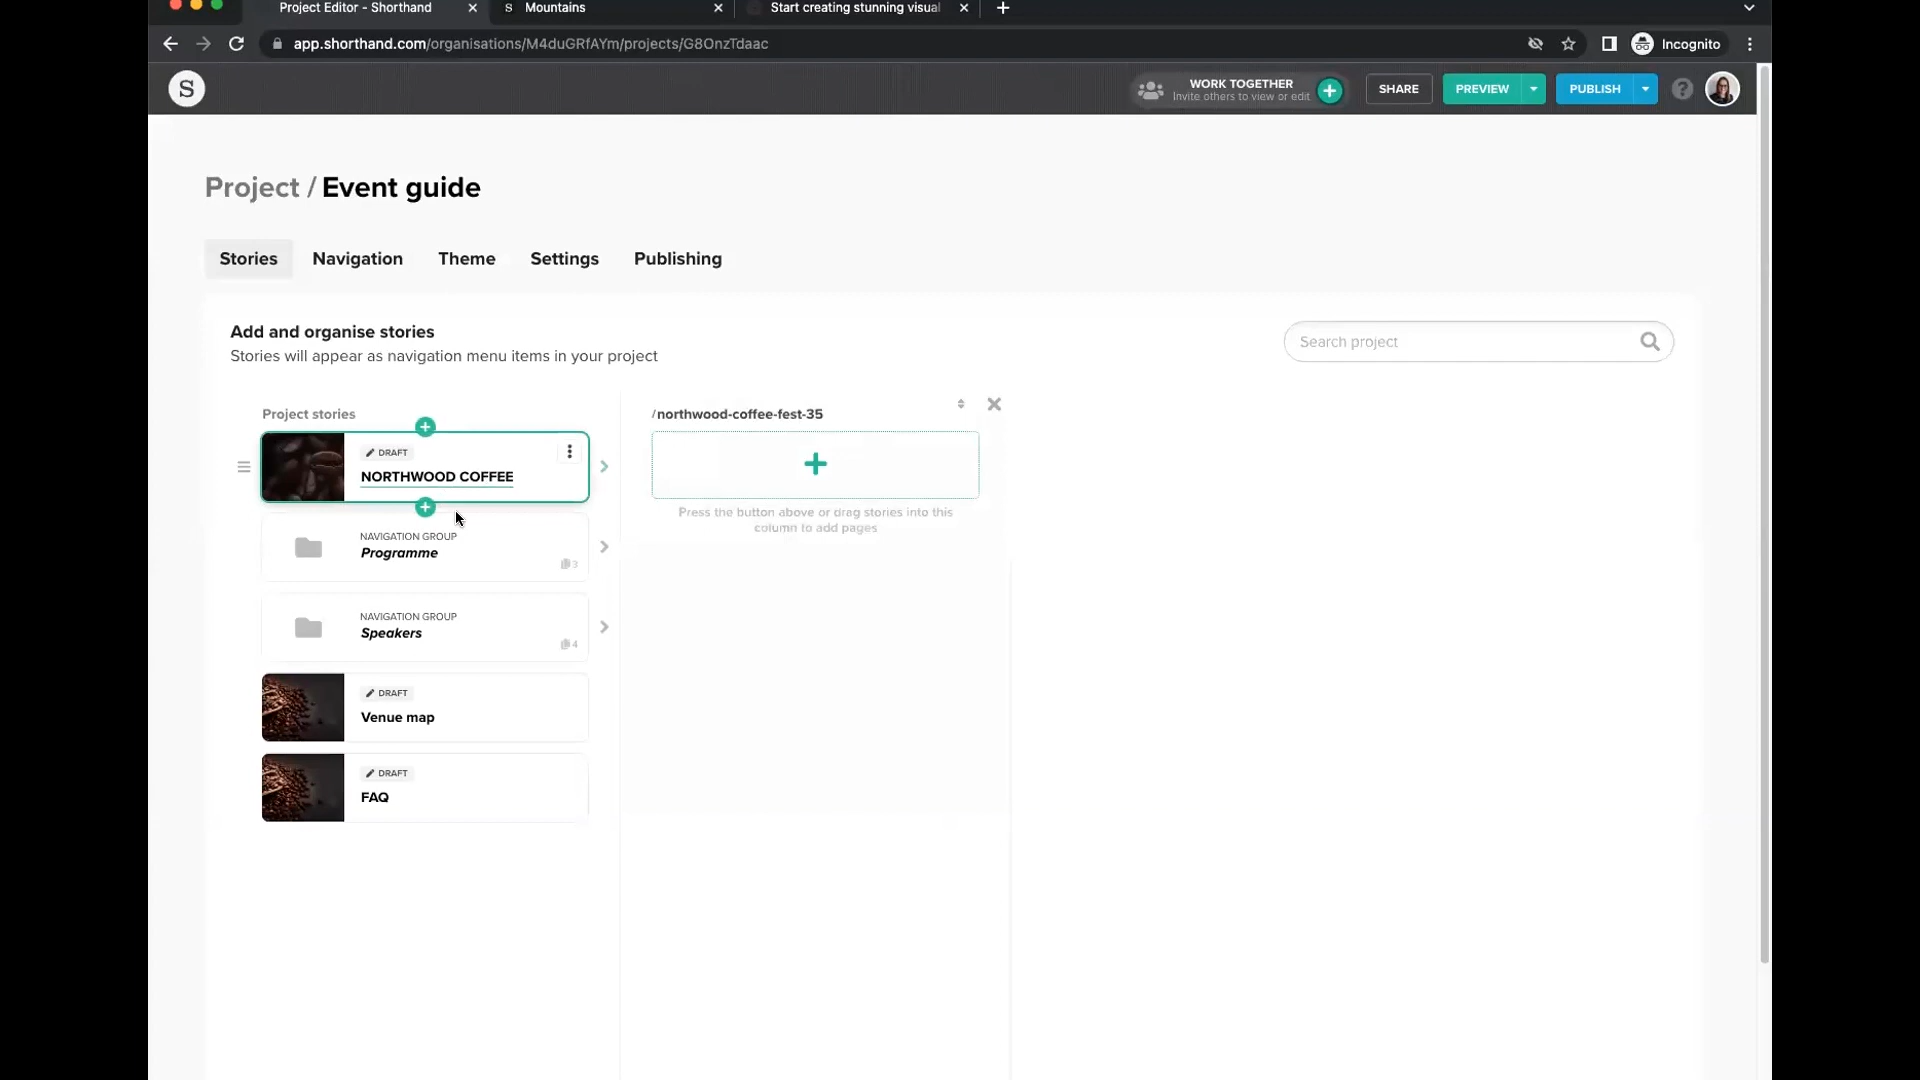 Project Editor - Shorthand
Mountains
Start creating stunning visual
app.shorthand.com/organisations/M4duGRfAYm/projects/G8OnzTdaac
Incognito
S
WORK TOGETHER
Invite others to view or edit
SHARE
PREVIEW
PUBLISH
Project / Event guide
Stories
Navigation
Theme
Settings
Publishing
Add and organise stories
Stories will appear as navigation menu items in your project
Search project
Project stories
/northwood-coffee-fest-35
DRAFT
NORTHWOOD COFFEE
Press the button above or drag stories into this
column to add pages
NAVIGATION GROUP
Programme
3
NAVIGATION GROUP
Speakers
4
DRAFT
Venue map
DRAFT
FAQ